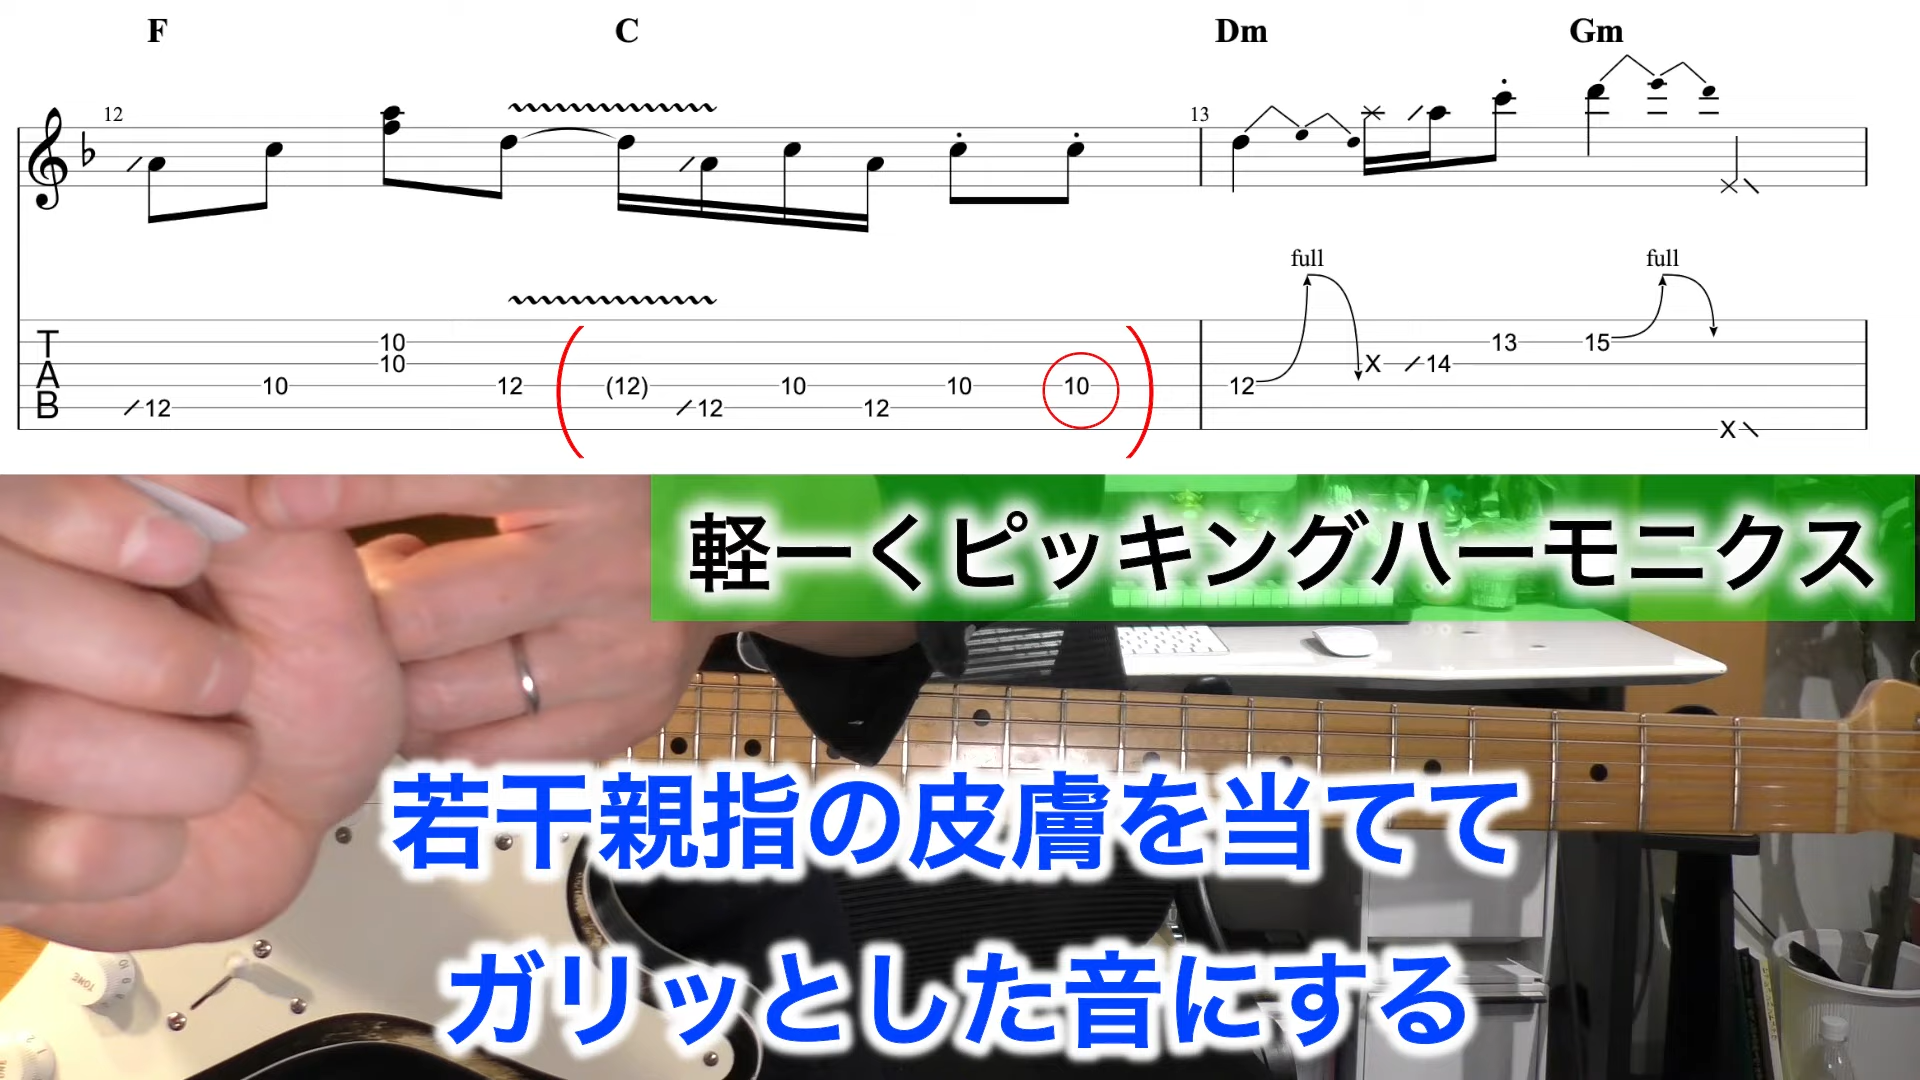 F C Dm Gm
12 13
full full
T
A
B
10 13 15
10 X 14
10 12 (12) 10 10 10 12
12 12 12
X
軽ーくピッキングハーモニクス
若干親指の皮膚を当てて
ガリッとした音にする
TONE